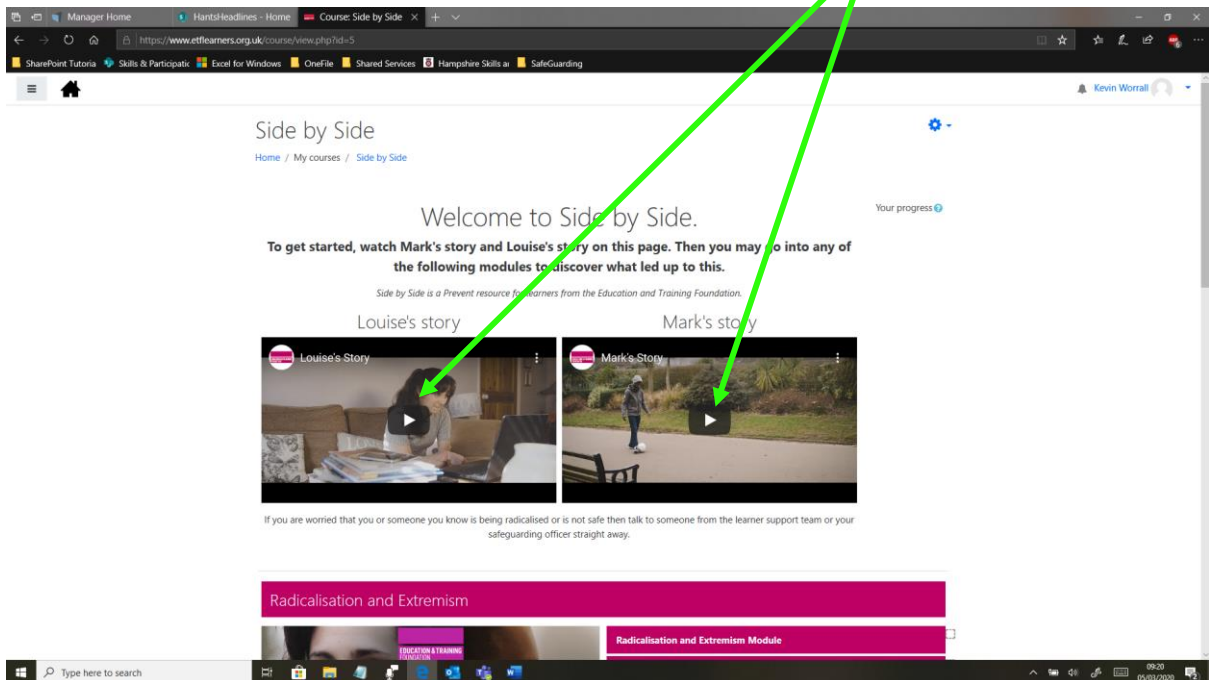 Manager Home HantsHeadlines - Home Course: Side by Side
https://www.etflearners.org.uk/course/view.php?id=5
SharePoint Tutoria Skills & Participatic Excel for Windows OneFile Shared Services Hampshire Skills ai SafeGuarding
Kevin Worrall
Side by Side
Home / My courses / Side by Side
Your progress
Welcome to Side by Side.
To get started, watch Mark's story and Louise's story on this page. Then you may go into any of
the following modules to discover what led up to this.
Side by Side is a Prevent resource for learners from the Education and Training Foundation.
Louise's story Mark's story
Louise's Story Mark's Story
If you are worried that you or someone you know is being radicalised or is not safe then talk to someone from the learner support team or your
safeguarding officer straight away.
Radicalisation and Extremism
EDUCATION & TRAINING
FOUNDATION
Radicalisation and Extremism Module
Type here to search
09:20
05/03/2020